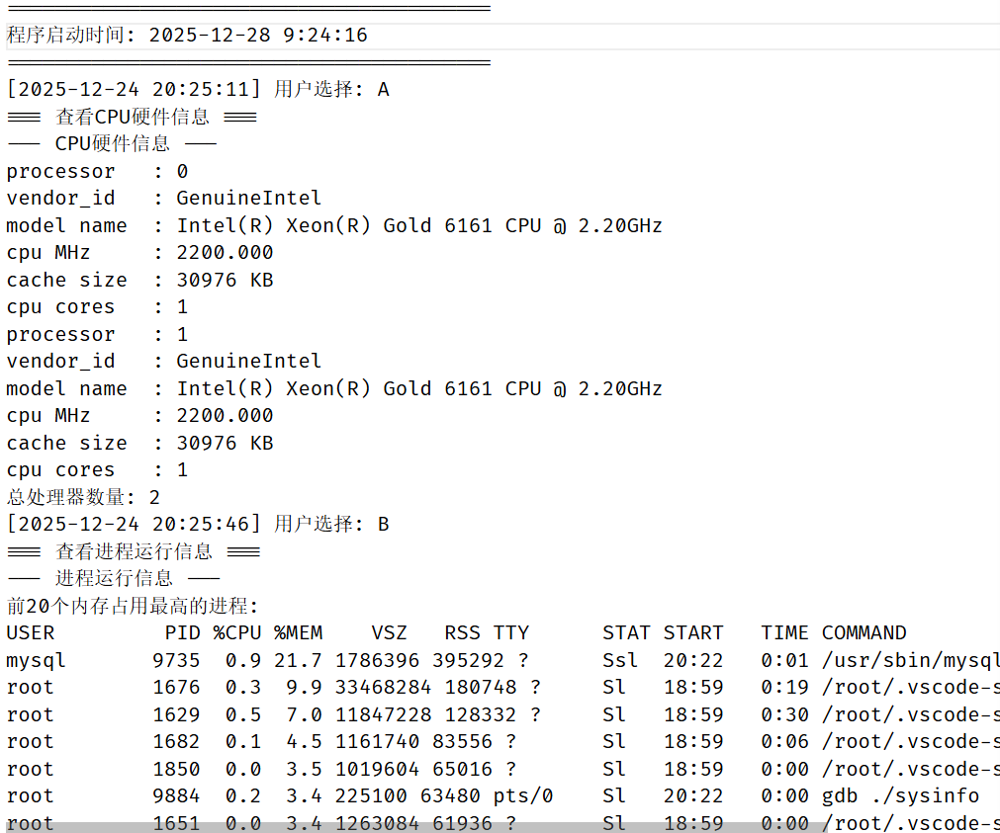 ════════════════════════════════════════
程序启动时间: 2025-12-28 9:24:16
════════════════════════════════════════
[2025-12-24 20:25:11] 用户选择: A
=== 查看CPU硬件信息 ===
--- CPU硬件信息 ---
processor   : 0
vendor_id   : GenuineIntel
model name  : Intel(R) Xeon(R) Gold 6161 CPU @ 2.20GHz
cpu MHz     : 2200.000
cache size  : 30976 KB
cpu cores   : 1
processor   : 1
vendor_id   : GenuineIntel
model name  : Intel(R) Xeon(R) Gold 6161 CPU @ 2.20GHz
cpu MHz     : 2200.000
cache size  : 30976 KB
cpu cores   : 1
总处理器数量: 2
[2025-12-24 20:25:46] 用户选择: B
=== 查看进程运行信息 ===
--- 进程运行信息 ---
前20个内存占用最高的进程:
USER         PID %CPU %MEM    VSZ   RSS TTY      STAT START   TIME COMMAND
mysql       9735  0.9 21.7 1786396 395292 ?      Ssl  20:22   0:01 /usr/sbin/mysql
root        1676  0.3  9.9 33468284 180748 ?     Sl   18:59   0:19 /root/.vscode-s
root        1629  0.5  7.0 11847228 128332 ?     Sl   18:59   0:30 /root/.vscode-s
root        1682  0.1  4.5 1161740 83556 ?       Sl   18:59   0:06 /root/.vscode-s
root        1850  0.0  3.5 1019604 65016 ?       Sl   18:59   0:00 /root/.vscode-s
root        9884  0.2  3.4 225100 63480 pts/0    Sl   20:22   0:00 gdb ./sysinfo
root        1651  0.0  3.4 1263084 61936 ?       Sl   18:59   0:00 /root/.vscode-s